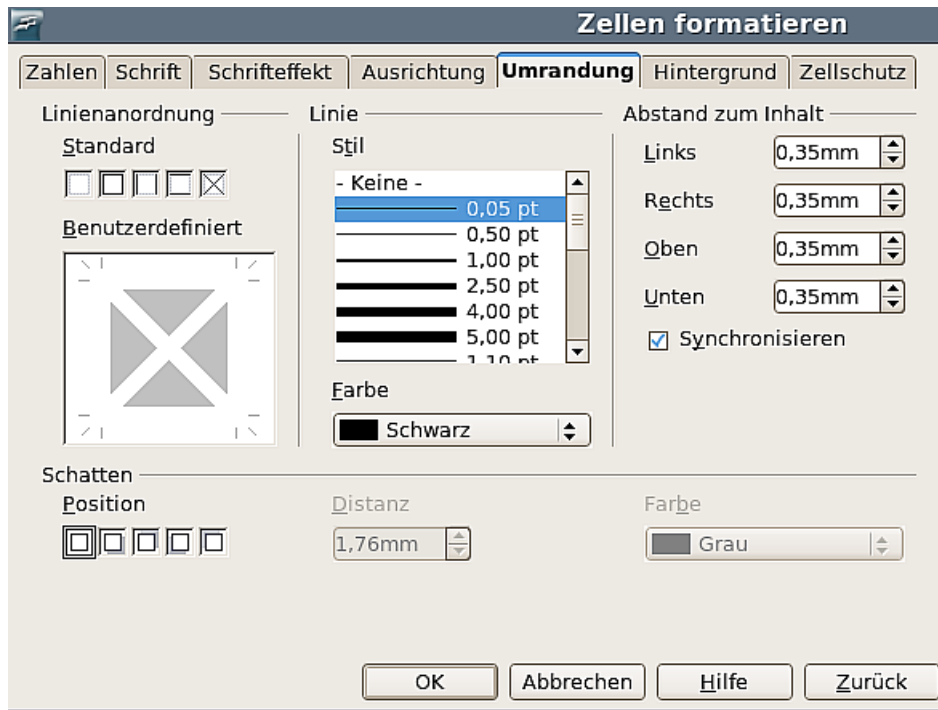 Zellen formatieren
Zahlen Schrift Schrifteffekt Ausrichtung Umrandung Hintergrund Zellschutz
Linienanordnung Linie Abstand zum Inhalt
Standard Stil Links 0,35mm
- Keine -
0,05 pt Rechts 0,35mm
Benutzerdefiniert 0,50 pt
1,00 pt Oben 0,35mm
2,50 pt Unten 0,35mm
4,00 pt
5,00 pt Synchronisieren
1,10 pt
Farbe
Schwarz
Schatten
Position Distanz Farbe
1,76mm Grau
OK Abbrechen Hilfe Zurück